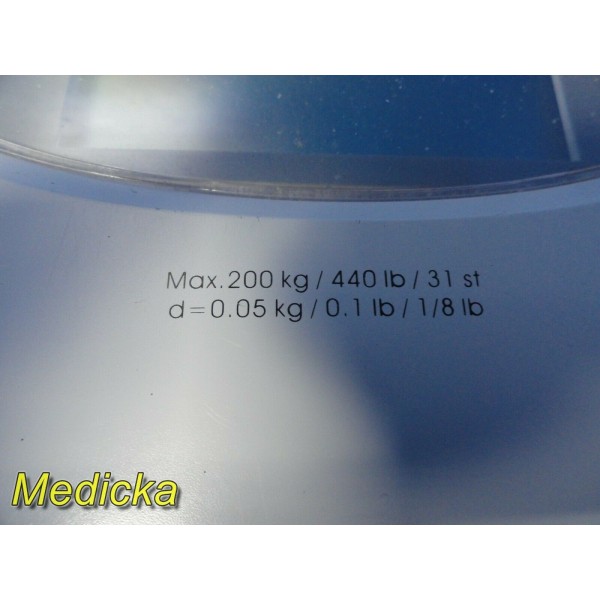 Max. 200 kg / 440 lb / 31 st
d = 0.05 kg / 0.1 lb / 1/8 lb
Medicka